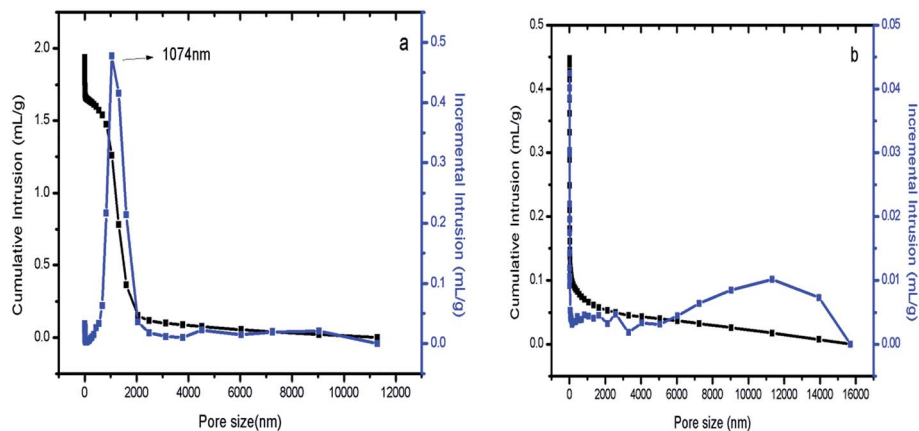 a
1074nm
Cumulative Intrusion (mL/g)
2.0
1.5
1.0
0.5
0.0
Incremental Intrusion (mL/g)
0.5
0.4
0.3
0.2
0.1
0.0
0 2000 4000 6000 8000 10000 12000
Pore size(nm)
b
Cumulative Intrusion (mL/g)
0.5
0.4
0.3
0.2
0.1
0.0
Incremental Intrusion (mL/g)
0.05
0.04
0.03
0.02
0.01
0.00
0 2000 4000 6000 8000 10000 12000 14000 16000
Pore size (nm)